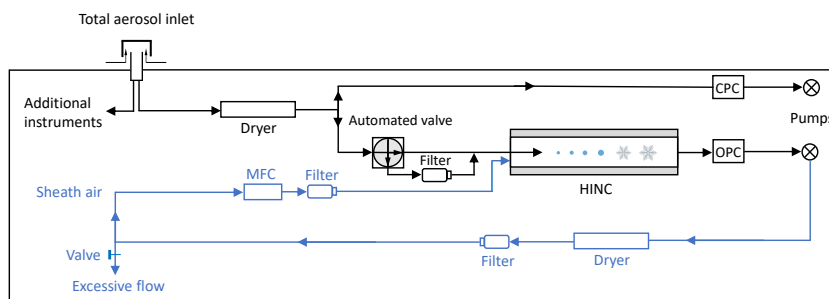 Total aerosol inlet
Additional
instruments
Dryer
Automated valve
CPC
Pumps
Filter
OPC
HINC
Sheath air
MFC
Filter
Valve
Filter
Dryer
Excessive flow